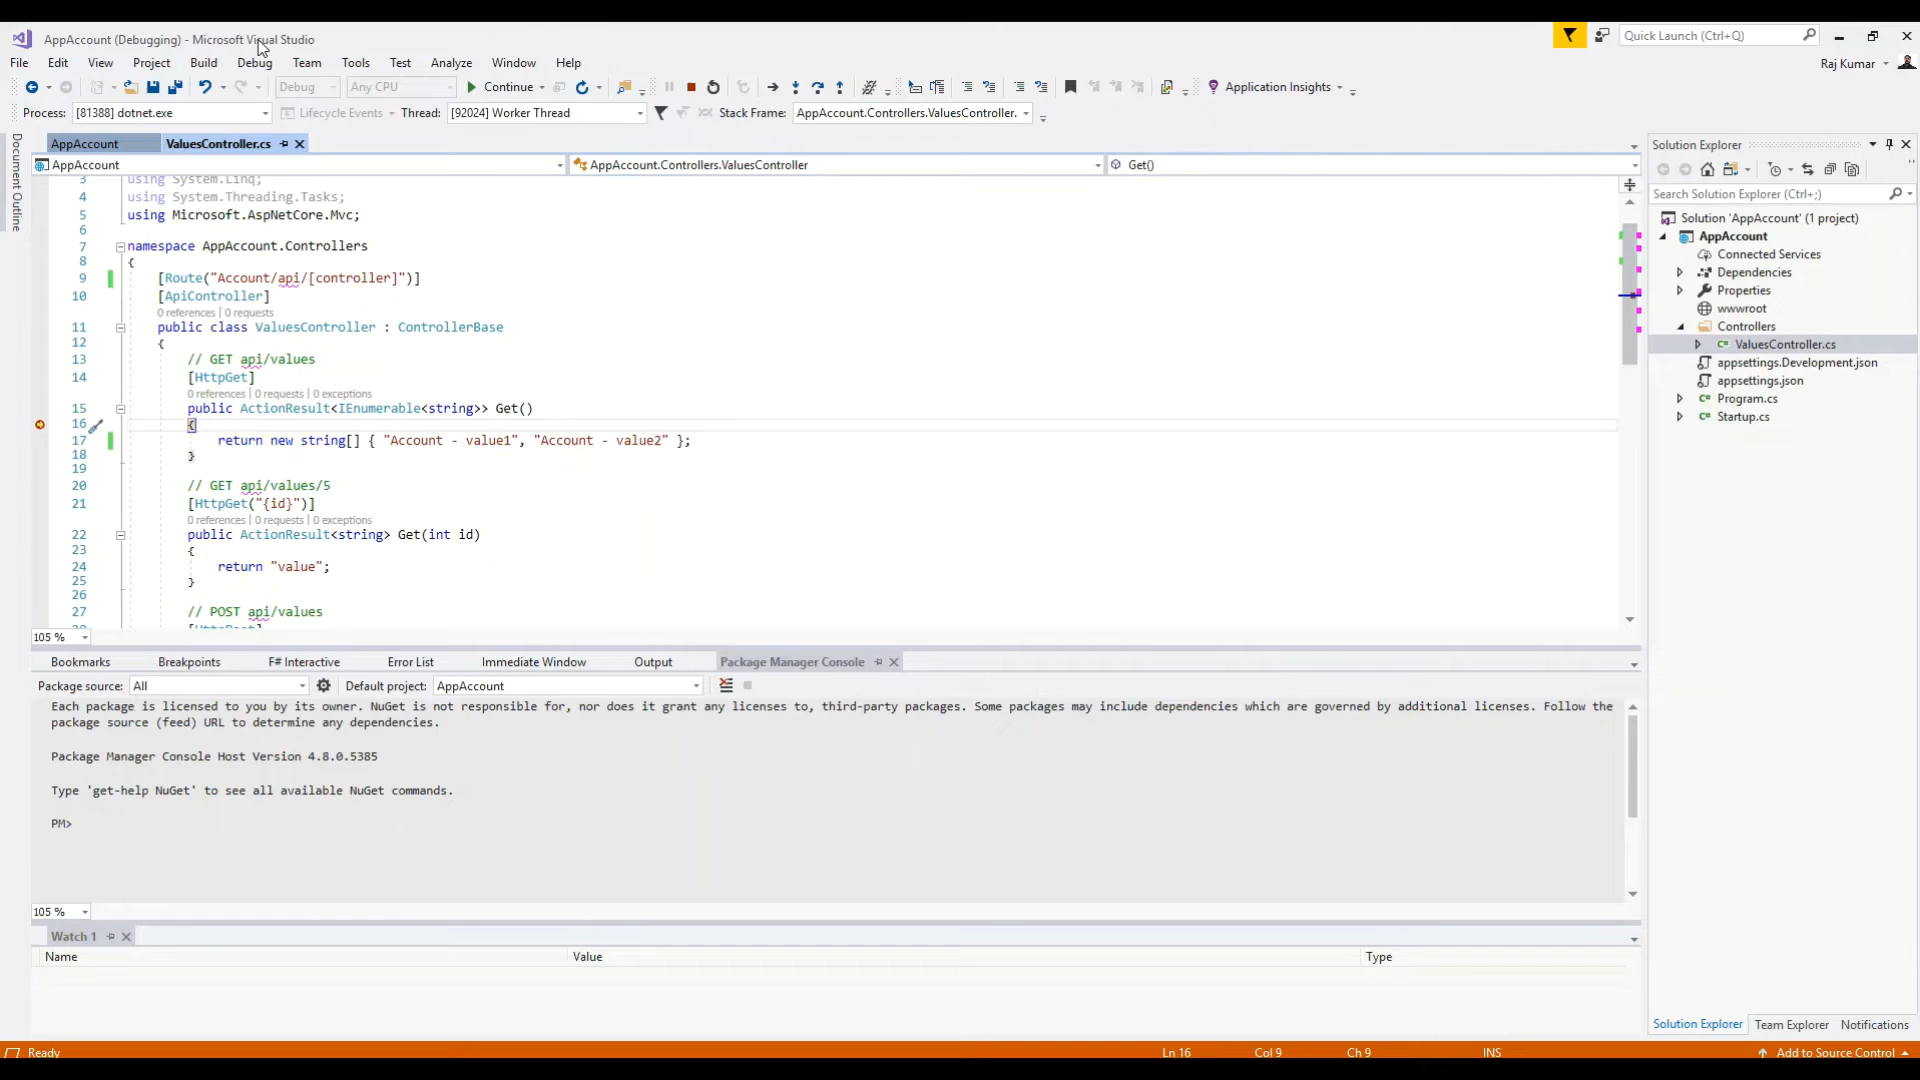 AppAccount (Debugging) - Microsoft Visual Studio
Quick Launch (Ctrl+Q)
File Edit View Project Build Debug Team Tools Test Analyze Window Help
Raj Kumar
Debug Any CPU Continue Application Insights
Process: [81388] dotnet.exe Lifecycle Events Thread: [92024] Worker Thread Stack Frame: AppAccount.Controllers.ValuesController.
Document Outline
AppAccount ValuesController.cs
AppAccount AppAccount.Controllers.ValuesController Get()
3 using System.Linq;
4 using System.Threading.Tasks;
5 using Microsoft.AspNetCore.Mvc;
6
7 namespace AppAccount.Controllers
8 {
9 [Route("Account/api/[controller]")]
10 [ApiController]
0 references | 0 requests
11 public class ValuesController : ControllerBase
12 {
13 // GET api/values
14 [HttpGet]
0 references | 0 requests | 0 exceptions
15 public ActionResult<IEnumerable<string>> Get()
16 {
17 return new string[] { "Account - value1", "Account - value2" };
18 }
19
20 // GET api/values/5
21 [HttpGet("{id}")]
0 references | 0 requests | 0 exceptions
22 public ActionResult<string> Get(int id)
23 {
24 return "value";
25 }
26
27 // POST api/values
28 [HttpPost]
105 %
Bookmarks Breakpoints F# Interactive Error List Immediate Window Output Package Manager Console
Package source: All Default project: AppAccount
Each package is licensed to you by its owner. NuGet is not responsible for, nor does it grant any licenses to, third-party packages. Some packages may include dependencies which are governed by additional licenses. Follow the
package source (feed) URL to determine any dependencies.
Package Manager Console Host Version 4.8.0.5385
Type 'get-help NuGet' to see all available NuGet commands.
PM>
105 %
Watch 1
Name Value Type
Solution Explorer
Search Solution Explorer (Ctrl+;)
Solution 'AppAccount' (1 project)
AppAccount
Connected Services
Dependencies
Properties
wwwroot
Controllers
ValuesController.cs
appsettings.Development.json
appsettings.json
Program.cs
Startup.cs
Solution Explorer Team Explorer Notifications
Ready Ln 16 Col 9 Ch 9 INS Add to Source Control